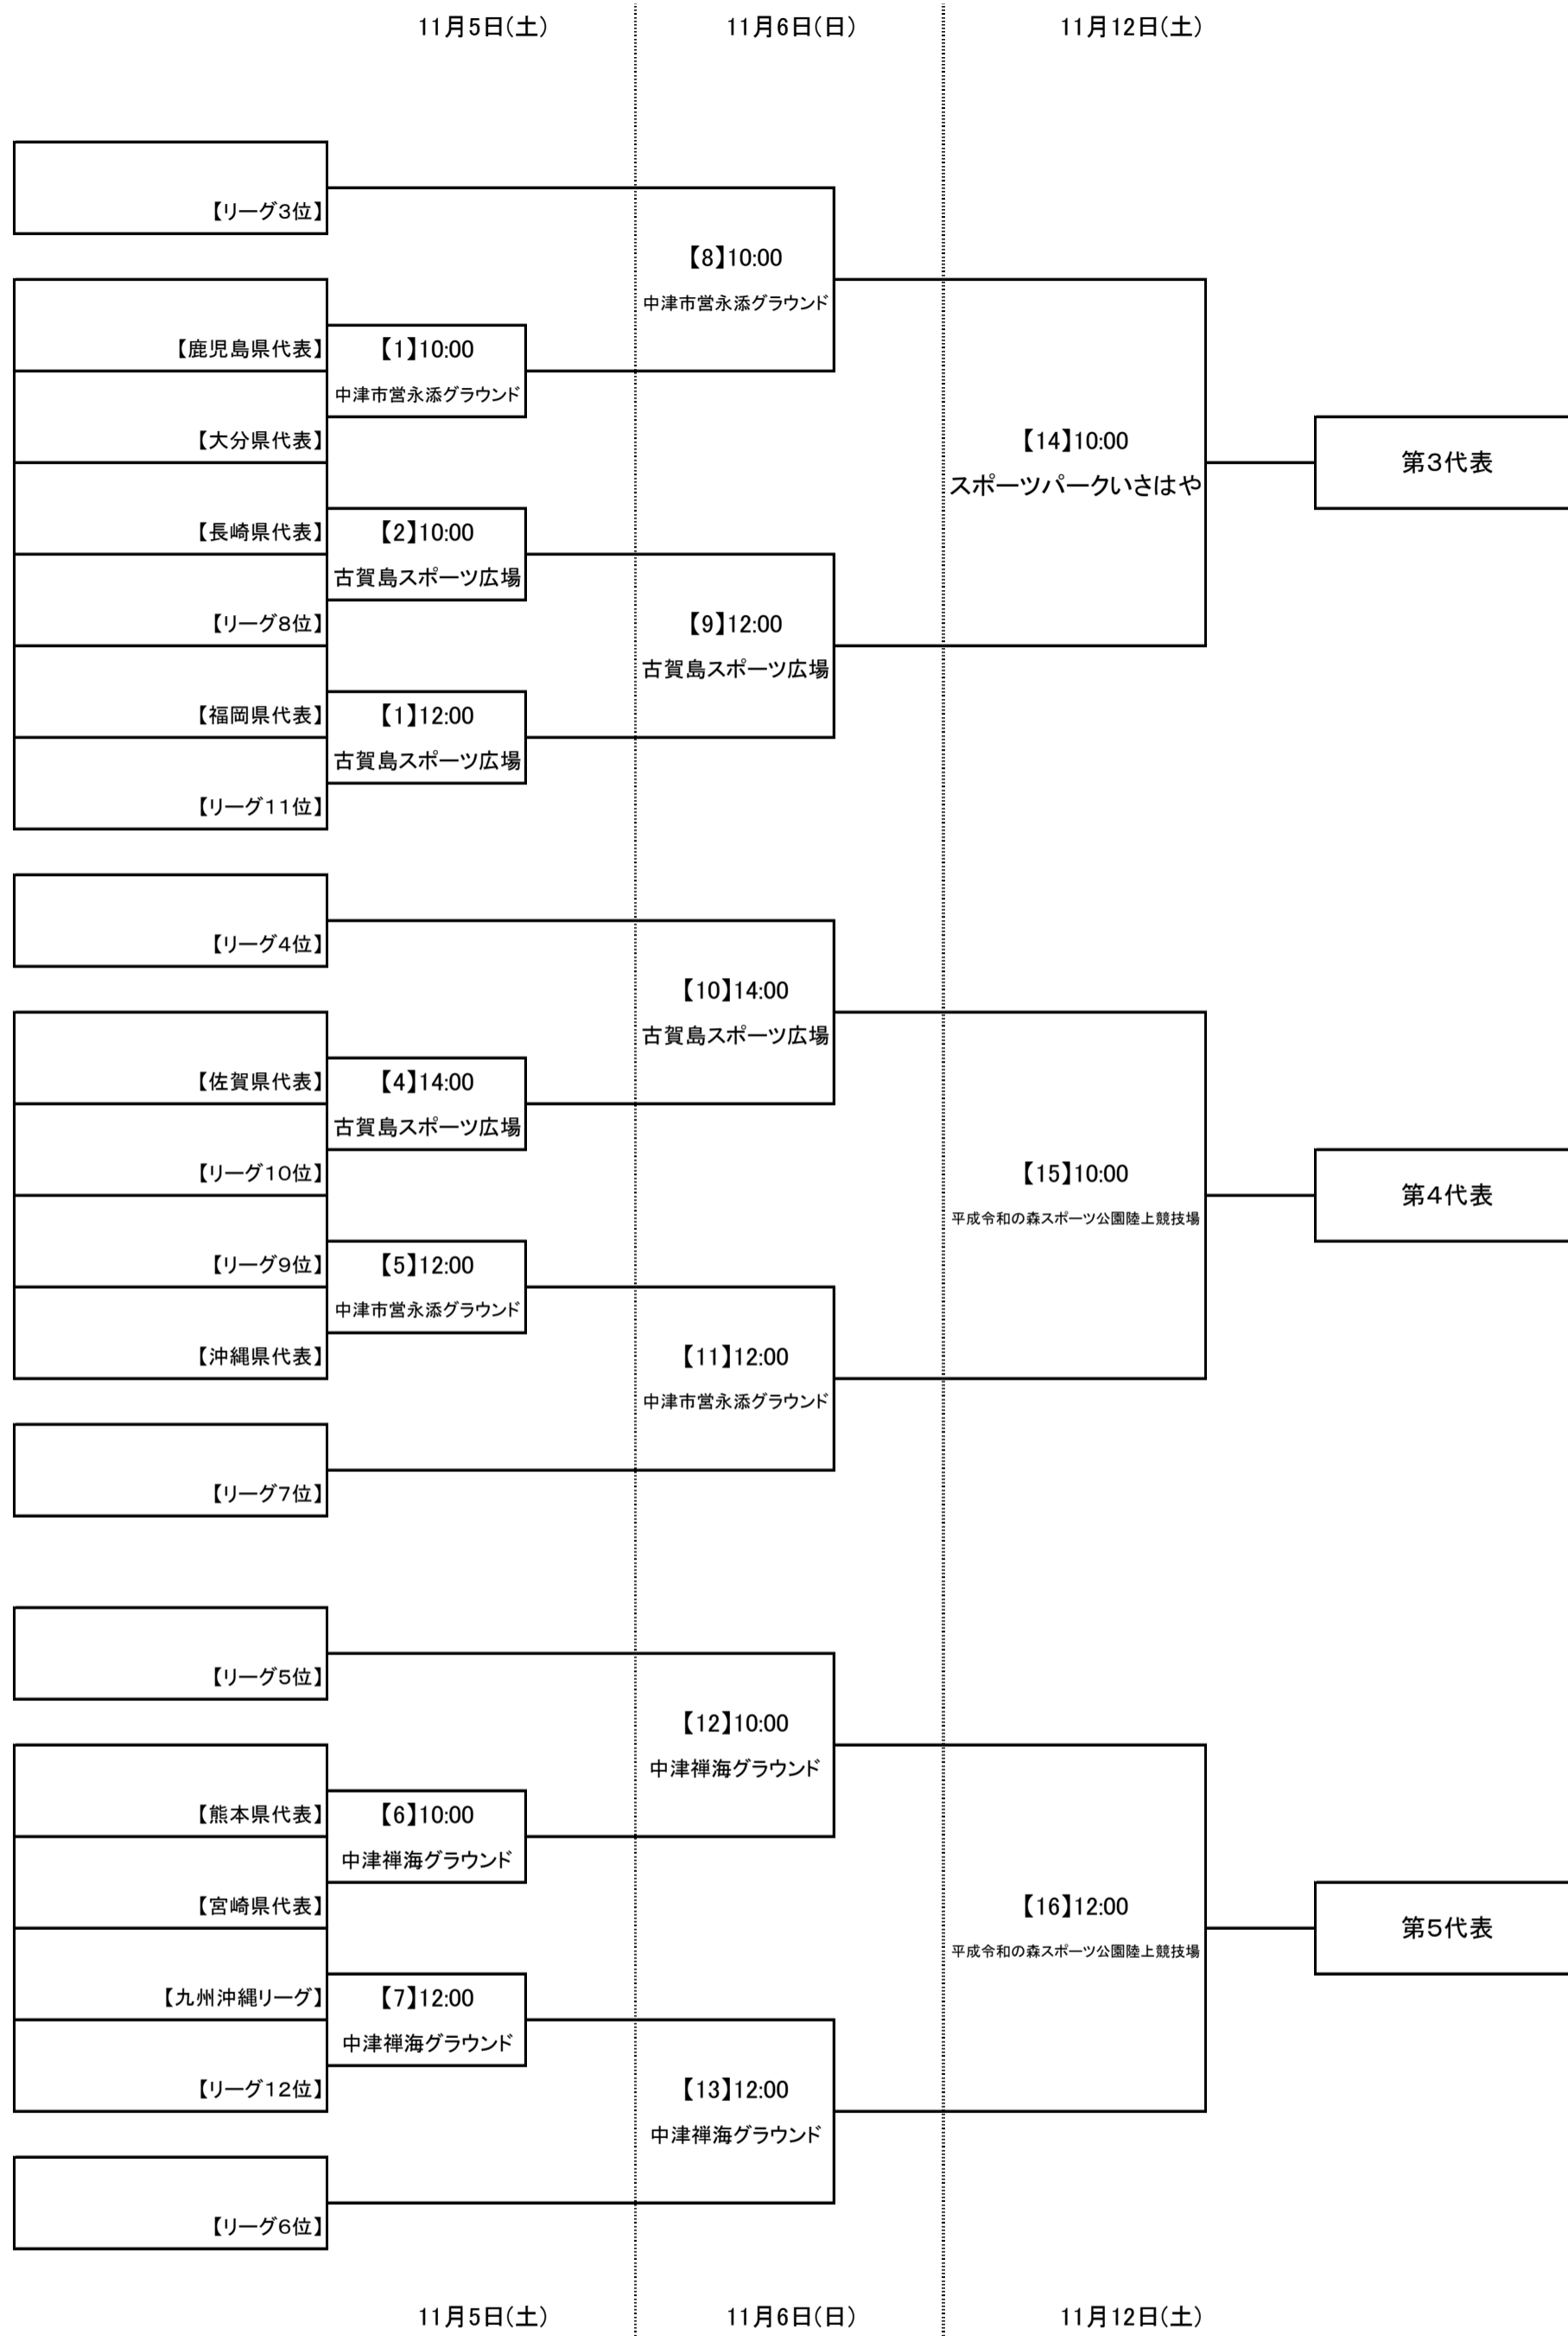 11月5日(土)
11月6日(日)
11月12日(土)
【リーグ3位】
【8】10:00
中津市営永添グラウンド
【鹿児島県代表】
【1】10:00
中津市営永添グラウンド
【大分県代表】
【14】10:00
スポーツパークいさはや
第3代表
【長崎県代表】
【2】10:00
古賀島スポーツ広場
【リーグ8位】
【9】12:00
古賀島スポーツ広場
【福岡県代表】
【1】12:00
古賀島スポーツ広場
【リーグ11位】
【リーグ4位】
【10】14:00
古賀島スポーツ広場
【佐賀県代表】
【4】14:00
古賀島スポーツ広場
【リーグ10位】
【15】10:00
平成令和の森スポーツ公園陸上競技場
第4代表
【リーグ9位】
【5】12:00
中津市営永添グラウンド
【沖縄県代表】
【11】12:00
中津市営永添グラウンド
【リーグ7位】
【リーグ5位】
【12】10:00
中津禅海グラウンド
【熊本県代表】
【6】10:00
中津禅海グラウンド
【宮崎県代表】
【16】12:00
平成令和の森スポーツ公園陸上競技場
第5代表
【九州沖縄リーグ】
【7】12:00
中津禅海グラウンド
【リーグ12位】
【13】12:00
中津禅海グラウンド
【リーグ6位】
11月5日(土)
11月6日(日)
11月12日(土)